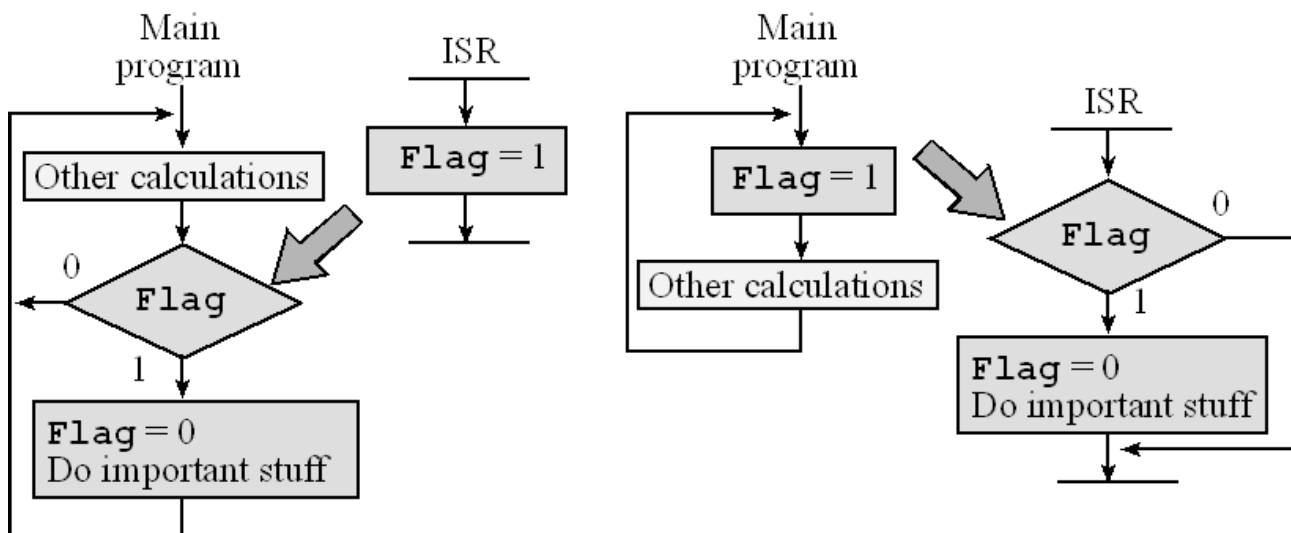 Main
program
ISR
Flag = 1
Other calculations
0
Flag
1
Flag = 0
Do important stuff
Main
program
ISR
Flag = 1
Other calculations
Flag
0
1
Flag = 0
Do important stuff